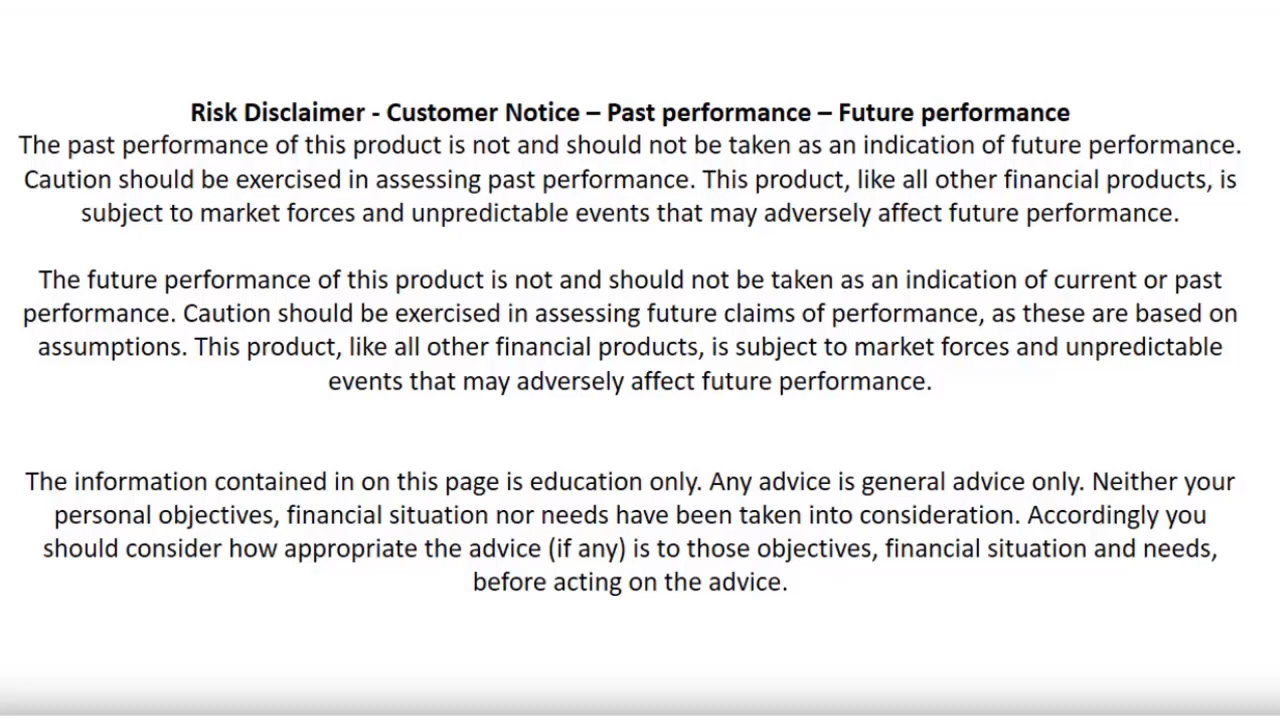 Risk Disclaimer - Customer Notice – Past performance – Future performance
The past performance of this product is not and should not be taken as an indication of future performance.
Caution should be exercised in assessing past performance. This product, like all other financial products, is
subject to market forces and unpredictable events that may adversely affect future performance.
The future performance of this product is not and should not be taken as an indication of current or past
performance. Caution should be exercised in assessing future claims of performance, as these are based on
assumptions. This product, like all other financial products, is subject to market forces and unpredictable
events that may adversely affect future performance.
The information contained in on this page is education only. Any advice is general advice only. Neither your
personal objectives, financial situation nor needs have been taken into consideration. Accordingly you
should consider how appropriate the advice (if any) is to those objectives, financial situation and needs,
before acting on the advice.